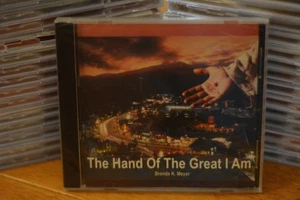 The Hand Of The Great I Am
Brenda K. Meyer